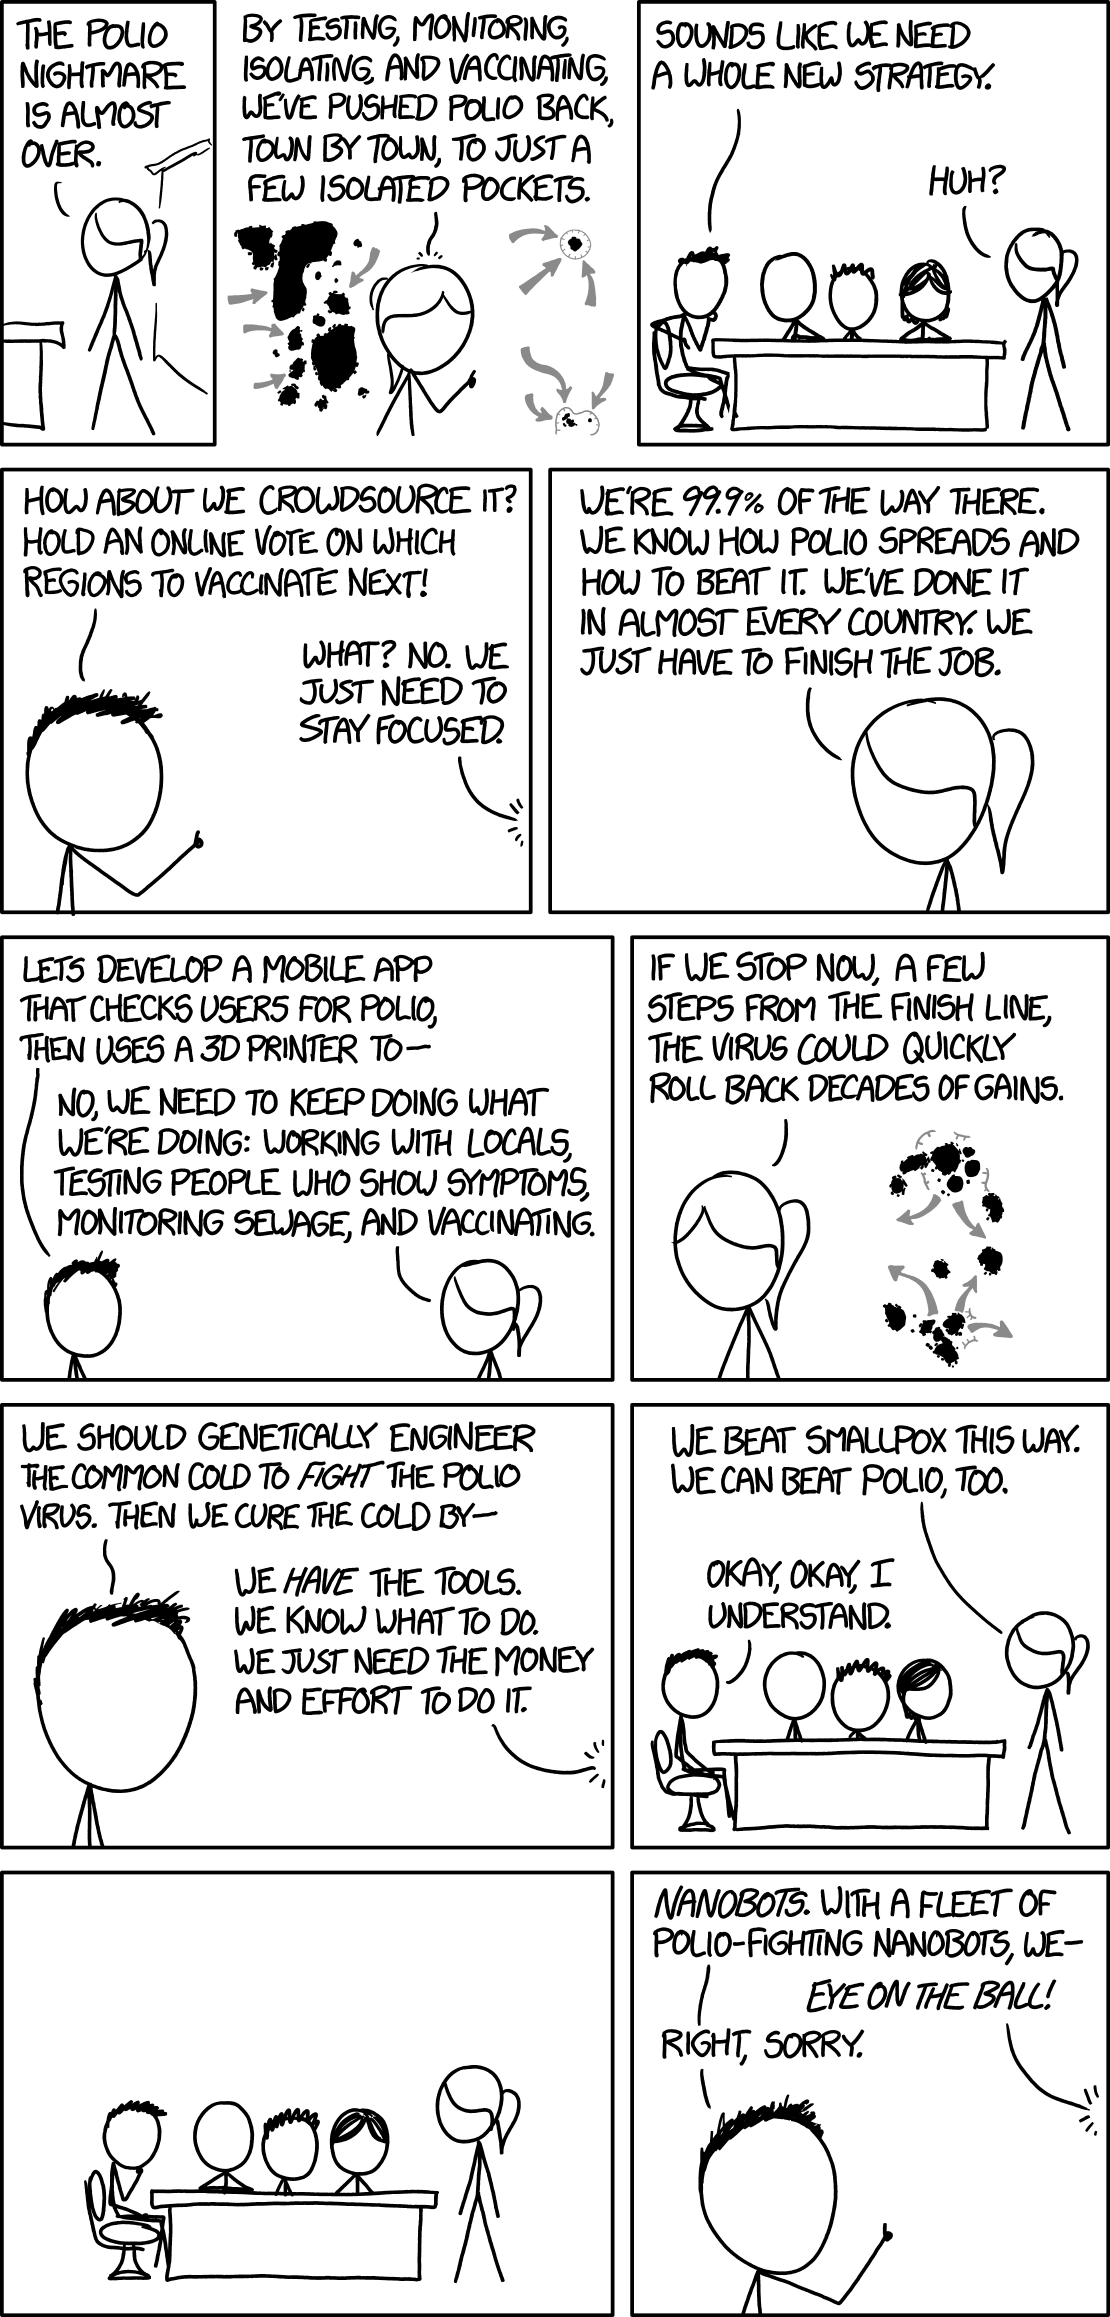 THE POLIO
NIGHTMARE
IS ALMOST
OVER.
BY TESTING, MONITORING,
ISOLATING, AND VACCINATING,
WE'VE PUSHED POLIO BACK,
TOWN BY TOWN, TO JUST A
FEW ISOLATED POCKETS.
SOUNDS LIKE WE NEED
A WHOLE NEW STRATEGY.
HUH?
HOW ABOUT WE CROWDSOURCE IT?
HOLD AN ONLINE VOTE ON WHICH
REGIONS TO VACCINATE NEXT!
WHAT? NO. WE
JUST NEED TO
STAY FOCUSED.
WE'RE 99.9% OF THE WAY THERE.
WE KNOW HOW POLIO SPREADS AND
HOW TO BEAT IT. WE'VE DONE IT
IN ALMOST EVERY COUNTRY. WE
JUST HAVE TO FINISH THE JOB.
LETS DEVELOP A MOBILE APP
THAT CHECKS USERS FOR POLIO,
THEN USES A 3D PRINTER TO—
NO, WE NEED TO KEEP DOING WHAT
WE'RE DOING: WORKING WITH LOCALS,
TESTING PEOPLE WHO SHOW SYMPTOMS,
MONITORING SEWAGE, AND VACCINATING.
IF WE STOP NOW, A FEW
STEPS FROM THE FINISH LINE,
THE VIRUS COULD QUICKLY
ROLL BACK DECADES OF GAINS.
WE SHOULD GENETICALLY ENGINEER
THE COMMON COLD TO FIGHT THE POLIO
VIRUS. THEN WE CURE THE COLD BY—
WE HAVE THE TOOLS.
WE KNOW WHAT TO DO.
WE JUST NEED THE MONEY
AND EFFORT TO DO IT.
WE BEAT SMALLPOX THIS WAY.
WE CAN BEAT POLIO, TOO.
OKAY, OKAY, I
UNDERSTAND.
NANOBOTS. WITH A FLEET OF
POLIO-FIGHTING NANOBOTS, WE—
EYE ON THE BALL!
RIGHT, SORRY.